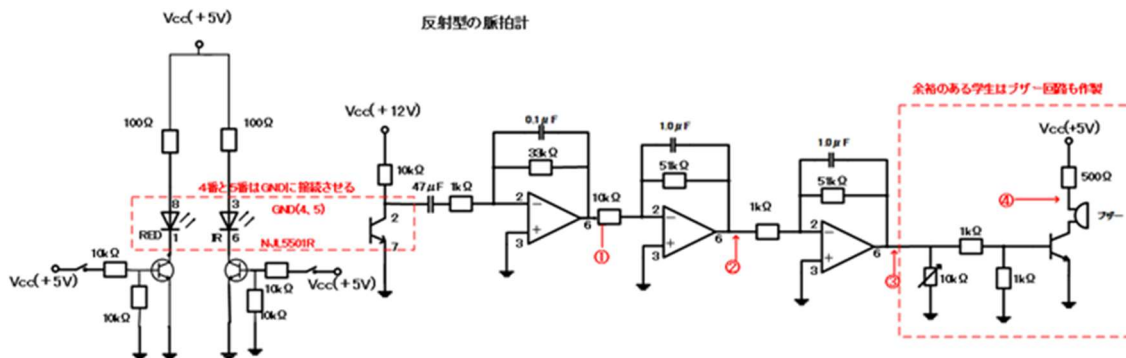 反射型の脈拍計
Vcc(+5V)
100Ω
100Ω
8
3
RED
1
IR
6
Vcc(+5V)
10kΩ
10kΩ
10kΩ
Vcc(+5V)
10kΩ
4番と5番はGNDに接続させる
GND(4, 5)
NJL5501R
Vcc(+12V)
10kΩ
2
7
47μF
1kΩ
0.1μF
33kΩ
2
3
6
10kΩ
①
1.0μF
51kΩ
2
3
6
②
1kΩ
1.0μF
51kΩ
2
3
6
③
余裕のある学生はブザー回路も作製
10kΩ
1kΩ
1kΩ
Vcc(+5V)
500Ω
④
ブザー